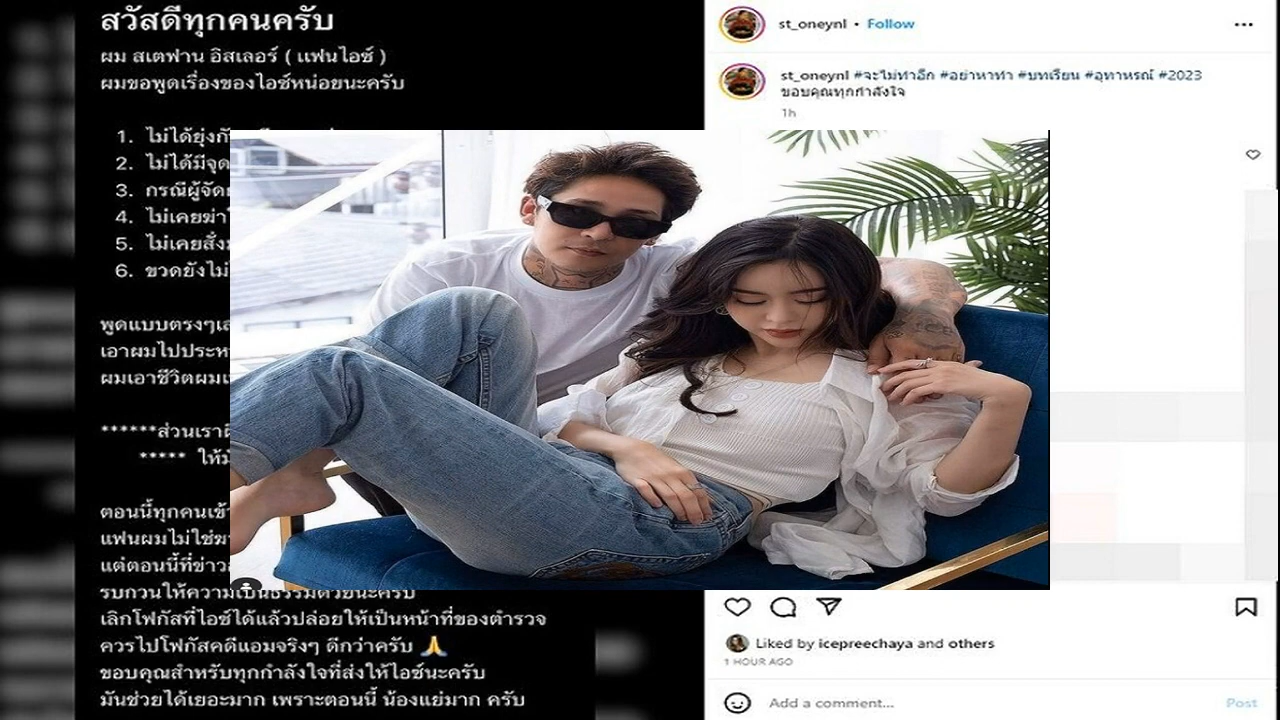 สวัสดีทุกคนครับ
ผม สเตฟาน อิสเลอร์ ( แฟนไอซ์ )
ผมขอพูดเรื่องของไอซ์หน่อยนะครับ
1. ไม่ได้ยุ่ง
2. ไม่ได้มีจุด
3. กรณีผู้จัด
4. ไม่เคยฆ่า
5. ไม่เคยสั่ง
6. ขวดยังไม่
พูดแบบตรงๆ
เอาผมไปประ
ผมเอาชีวิตผม
******ส่วนเรา
***** ให้
ตอนนี้ทุกคนเข้า
แฟนผมไม่ใช่
แต่ตอนนี้ที่ข่าว
รบกวนให้ความเป็นธรรมด้วยนะครับ
เลิกโฟกัสที่ไอซ์ได้แล้วปล่อยให้เป็นหน้าที่ของตำรวจ
ควรไปโฟกัสคดีแอมจริงๆ ดีกว่าครับ 🙏
ขอบคุณสำหรับทุกกำลังใจที่ส่งให้ไอซ์นะครับ
มันช่วยได้เยอะมาก เพราะตอนนี้ น้องแย่มาก ครับ
st_oneynl • Follow
st_oneynl #จะไม่ทำอีก #อย่าหาทำ #บทเรียน #อุทาหรณ์ #2023
ขอบคุณทุกกำลังใจ
1h
Liked by icepreechaya and others
1 HOUR AGO
Add a comment...
Post